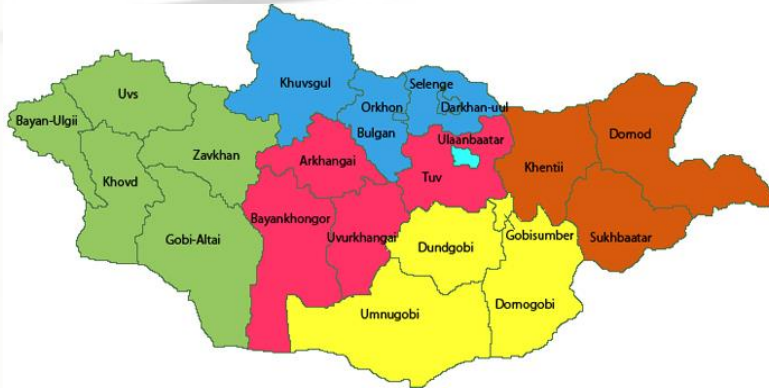 Khuvsgul
Selenge
Uvs
Orkhon
Darkhan-uul
Bayan-Ulgii
Bulgan
Ulaanbaatar
Dornod
Zavkhan
Arkhangai
Khovd
Tuv
Khentii
Bayankhongor
Gobi-Altai
Uvurkhangai
Dundgobi
Gobisumber
Sukhbaatar
Umnugobi
Dornogobi